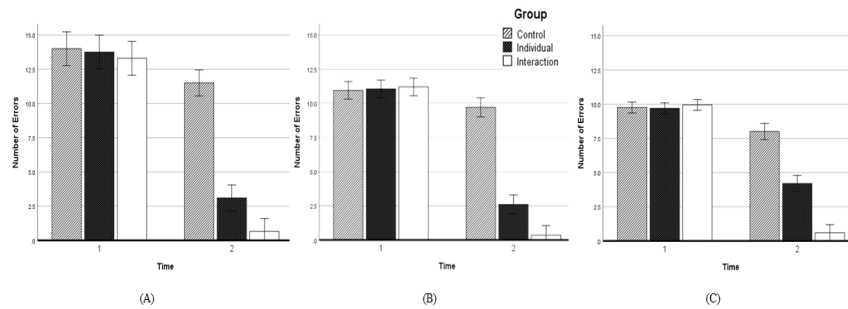 Group
Control
Individual
Interaction
15.0
12.5
10.0
7.5
5.0
2.5
.0
Number of Errors
1
2
Time
(A)
15.0
12.5
10.0
7.5
5.0
2.5
.0
Number of Errors
1
2
Time
(B)
15.0
12.5
10.0
7.5
5.0
2.5
.0
Number of Errors
1
2
Time
(C)